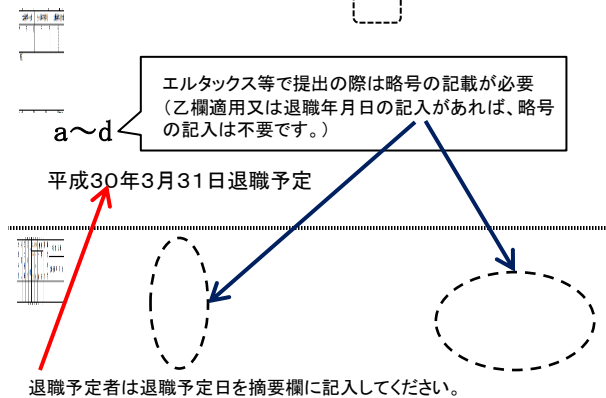 エルタックス等で提出の際は略号の記載が必要
（乙欄適用又は退職年月日の記入があれば、略号
の記入は不要です。）
a～d
平成30年3月31日退職予定
退職予定者は退職予定日を摘要欄に記入してください。